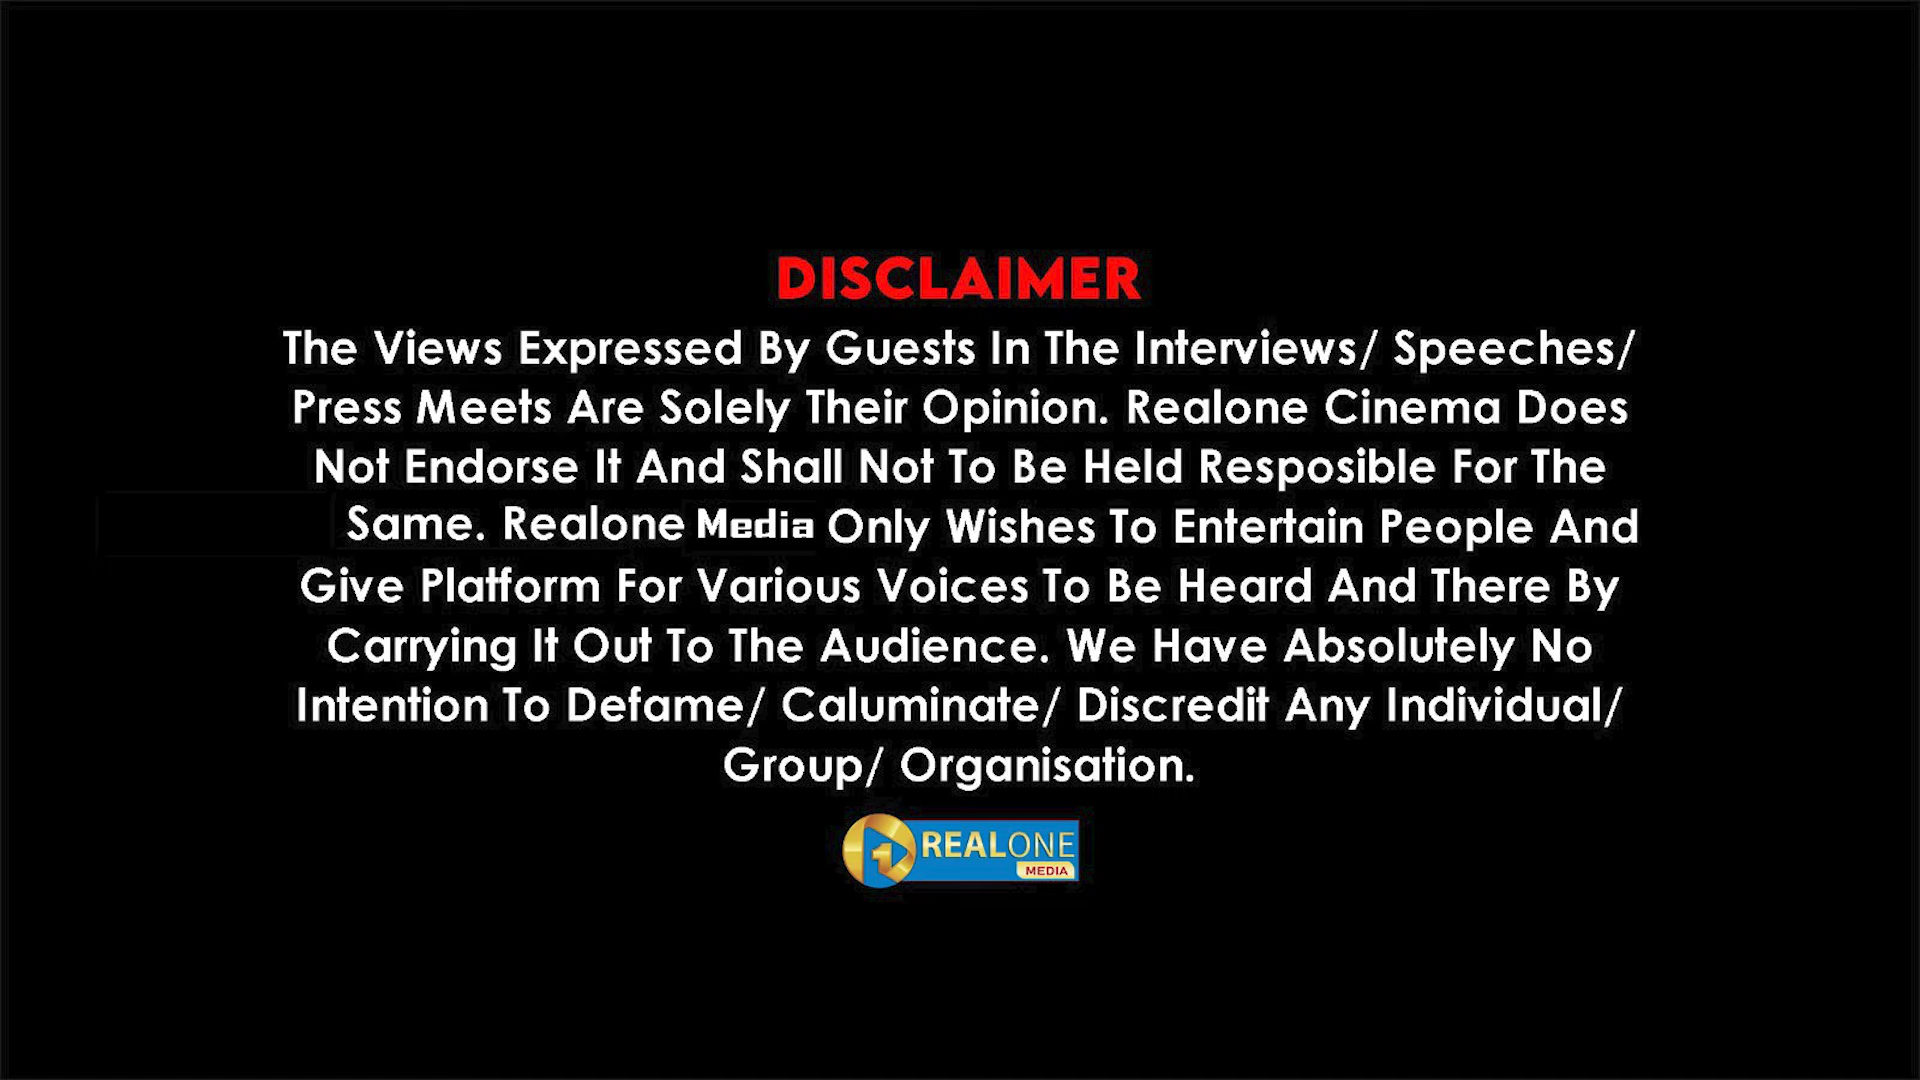 DISCLAIMER
The Views Expressed By Guests In The Interviews/ Speeches/
Press Meets Are Solely Their Opinion. Realone Cinema Does
Not Endorse It And Shall Not To Be Held Resposible For The
Same. Realone Media Only Wishes To Entertain People And
Give Platform For Various Voices To Be Heard And There By
Carrying It Out To The Audience. We Have Absolutely No
Intention To Defame/ Caluminate/ Discredit Any Individual/
Group/ Organisation.
1 REALONE
MEDIA